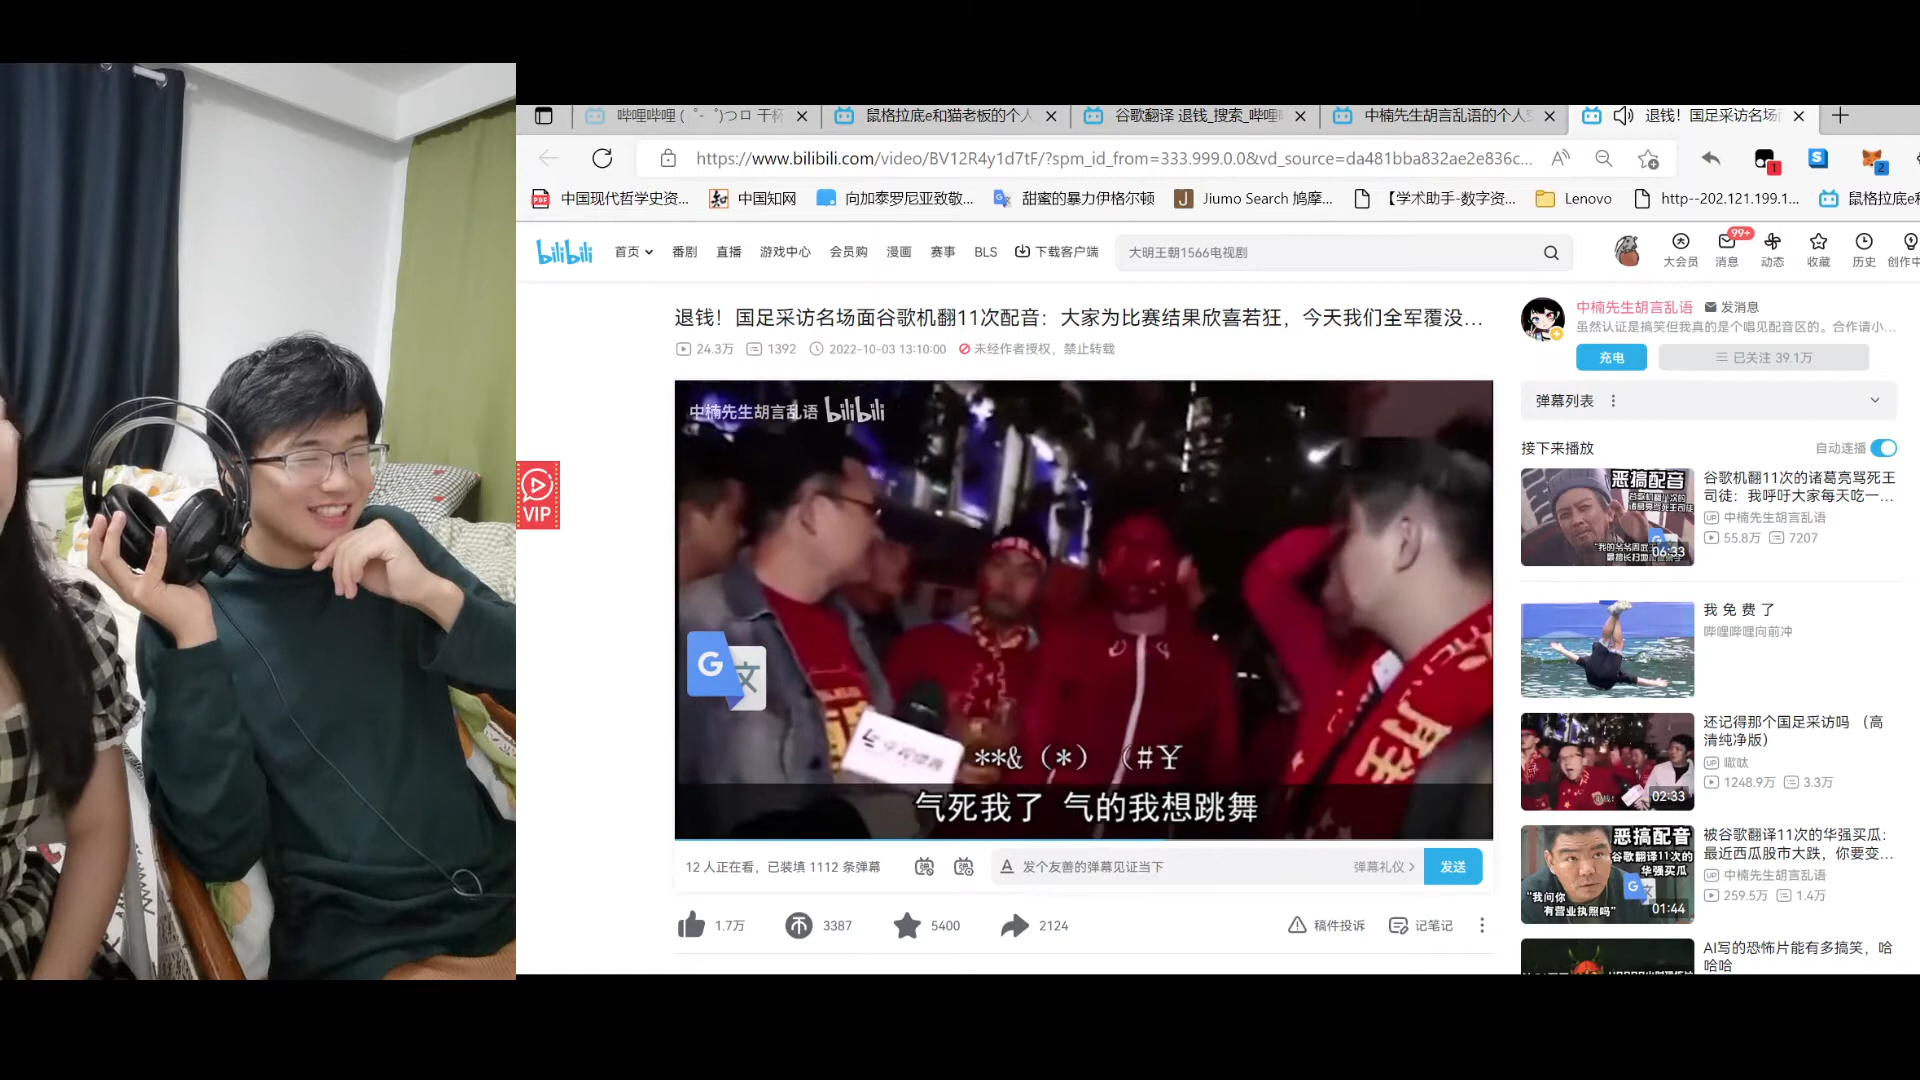 哔哩哔哩 (゜-゜)つロ 干杯
鼠格拉底e和猫老板的个人
谷歌翻译 退钱_搜索_哔哩
中楠先生胡言乱语的个人空
退钱！国足采访名场面
https://www.bilibili.com/video/BV12R4y1d7tF/?spm_id_from=333.999.0.0&vd_source=da481bba832ae2e836c...
中国现代哲学史资...
中国知网
向加泰罗尼亚致敬...
甜蜜的暴力伊格尔顿
Jiumo Search 鸠摩...
【学术助手-数字资...
Lenovo
http--202.121.199.1...
鼠格拉底e和
bilibili
首页
番剧
直播
游戏中心
会员购
漫画
赛事
BLS
下载客户端
大明王朝1566电视剧
大会员
99+
消息
动态
收藏
历史
创作中
退钱！国足采访名场面谷歌机翻11次配音：大家为比赛结果欣喜若狂，今天我们全军覆没...
24.3万 1392 2022-10-03 13:10:00 未经作者授权，禁止转载
中楠先生胡言乱语 发消息
虽然认证是搞笑但我真的是个唱见配音区的。合作请小...
充电
已关注 39.1万
VIP
中楠先生胡言乱语 bilibili
G 文
**& (*) (#¥
气死我了 气的我想跳舞
12 人正在看，已装填 1112 条弹幕
发个友善的弹幕见证当下
弹幕礼仪
发送
1.7万
3387
5400
2124
稿件投诉
记笔记
弹幕列表
接下来播放
自动连播
恶搞配音
06:33
谷歌机翻11次的诸葛亮骂死王
司徒：我呼吁大家每天吃一...
中楠先生胡言乱语
55.8万 7207
我 免 费 了
哔哩哔哩向前冲
02:33
还记得那个国足采访吗 （高
清纯净版）
嗽呔
1248.9万 3.3万
恶搞配音
谷歌翻译11次的
华强买瓜
"我问你
有营业执照吗"
01:44
被谷歌翻译11次的华强买瓜：
最近西瓜股市大跌，你要变...
中楠先生胡言乱语
259.5万 1.4万
AI写的恐怖片能有多搞笑，哈
哈哈